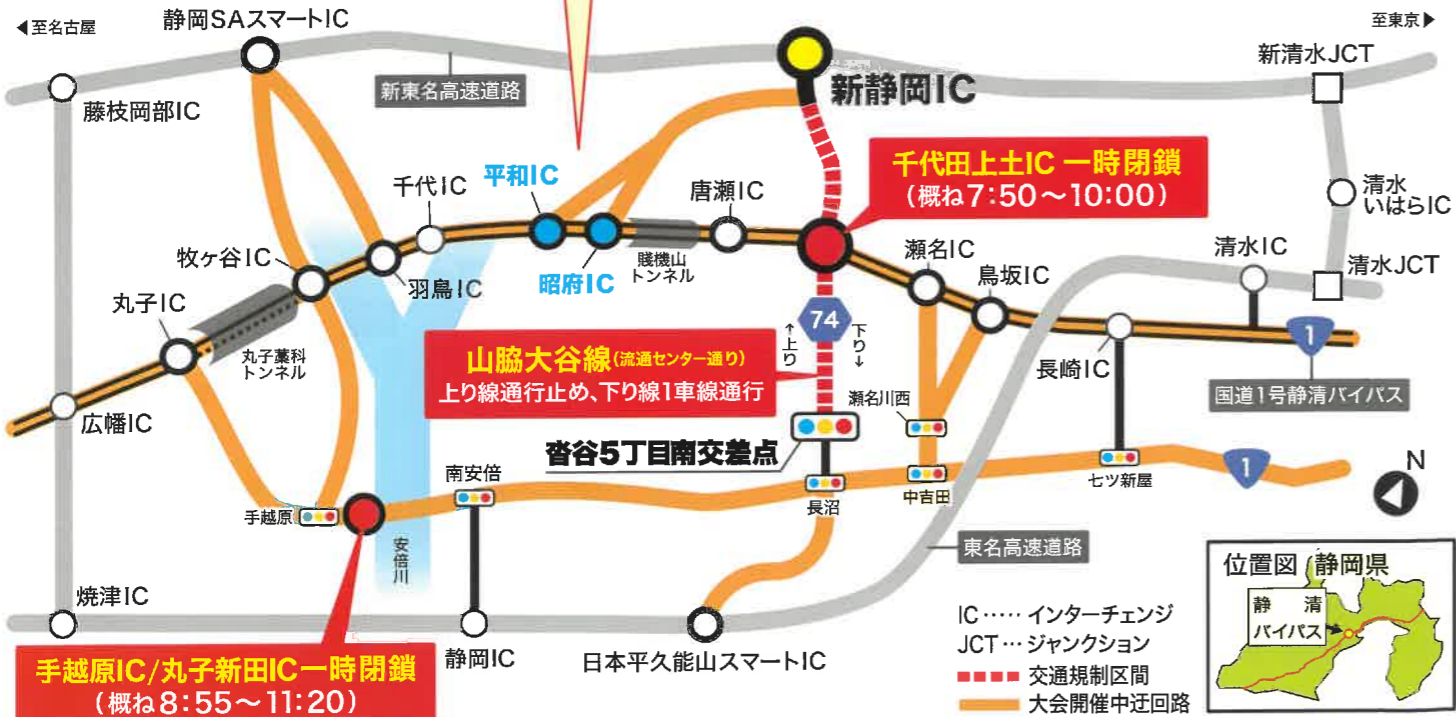 ◀至名古屋
静岡SAスマートIC
至東京▶
新清水JCT
新東名高速道路
新静岡IC
藤枝岡部IC
千代田上土IC 一時閉鎖
(概ね7:50～10:00)
千代IC
平和IC
唐瀬IC
清水
いはらIC
牧ヶ谷IC
羽鳥IC
昭府IC
賤機山
トンネル
瀬名IC
鳥坂IC
清水IC
清水JCT
丸子IC
丸子藁科
トンネル
74
↑上り
下り↓
1
山脇大谷線(流通センター通り)
上り線通行止め、下り線1車線通行
長崎IC
国道1号静清バイパス
広幡IC
瀬名川西
沓谷5丁目南交差点
南安倍
長沼
中吉田
七ツ新屋
1
N
手越原
安倍川
東名高速道路
位置図 静岡県
静 清
バイパス
焼津IC
静岡IC
日本平久能山スマートIC
IC…‥ インターチェンジ
JCT… ジャンクション
交通規制区間
大会開催中迂回路
手越原IC/丸子新田IC一時閉鎖
(概ね8:55～11:20)